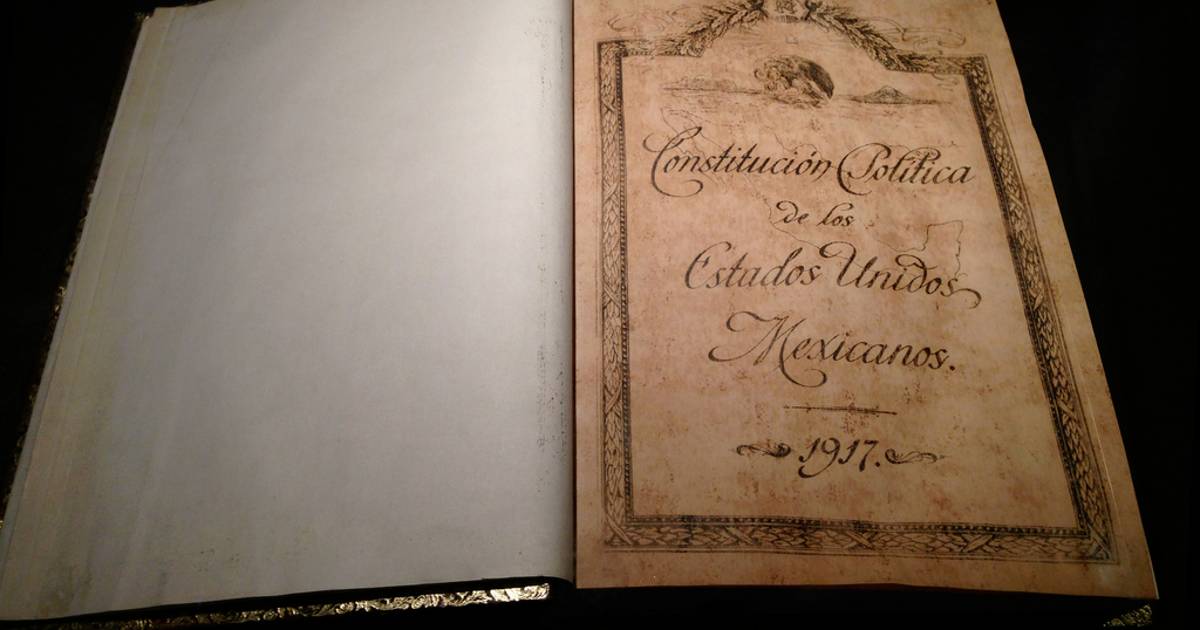 Constitución Política
de los
Estados Unidos
Mexicanos.
1917.